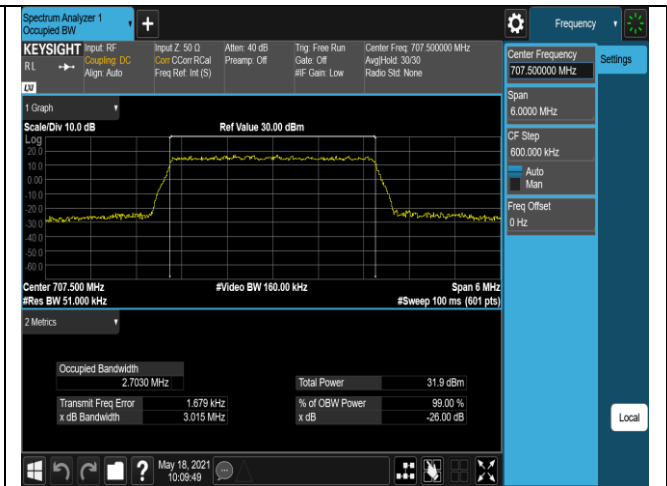 Spectrum Analyzer 1
Occupied BW
+
Frequency
KEYSIGHT
RL
LXI
Input: RF
Coupling: DC
Align: Auto
Input Z: 50 Ω
Corr CCorr RCal
Freq Ref: Int (S)
Atten: 40 dB
Preamp: Off
Trig: Free Run
Gate: Off
#IF Gain: Low
Center Freq: 707.500000 MHz
Avg|Hold: 30/30
Radio Std: None
Center Frequency
707.500000 MHz
Settings
Span
6.0000 MHz
CF Step
600.000 kHz
Auto
Man
Freq Offset
0 Hz
1 Graph
Scale/Div 10.0 dB
Ref Value 30.00 dBm
Log
20.0
10.0
0.00
-10.0
-20.0
-30.0
-40.0
-50.0
-60.0
Center 707.500 MHz
#Video BW 160.00 kHz
Span 6 MHz
#Res BW 51.000 kHz
#Sweep 100 ms (601 pts)
2 Metrics
Occupied Bandwidth
2.7030 MHz
Total Power 31.9 dBm
Transmit Freq Error 1.679 kHz
% of OBW Power 99.00 %
x dB Bandwidth 3.015 MHz
x dB -26.00 dB
Local
?
May 18, 2021
10:09:49